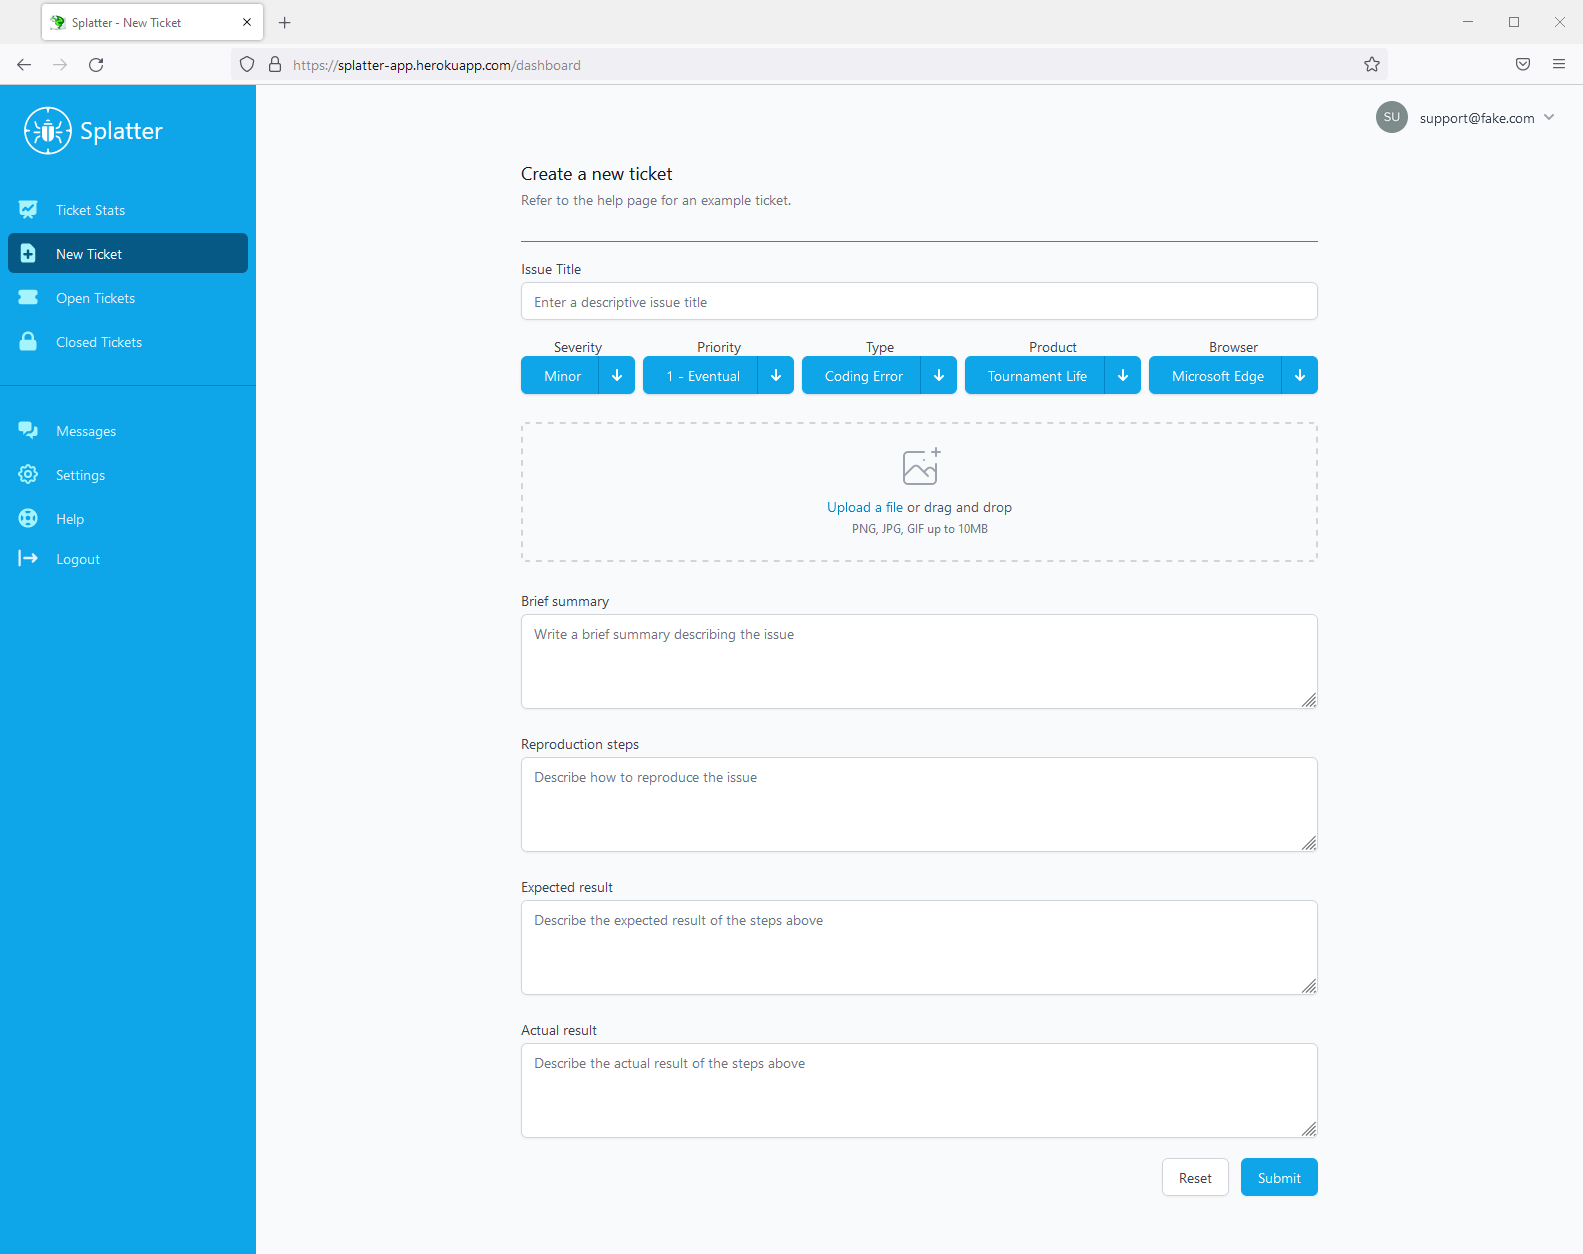 Splatter - New Ticket
https://splatter-app.herokuapp.com/dashboard
Splatter
SU support@fake.com
Ticket Stats
New Ticket
Open Tickets
Closed Tickets
Messages
Settings
Help
Logout
Create a new ticket
Refer to the help page for an example ticket.
Issue Title
Enter a descriptive issue title
Severity Priority Type Product Browser
Minor 1 - Eventual Coding Error Tournament Life Microsoft Edge
Upload a file or drag and drop
PNG, JPG, GIF up to 10MB
Brief summary
Write a brief summary describing the issue
Reproduction steps
Describe how to reproduce the issue
Expected result
Describe the expected result of the steps above
Actual result
Describe the actual result of the steps above
Reset Submit